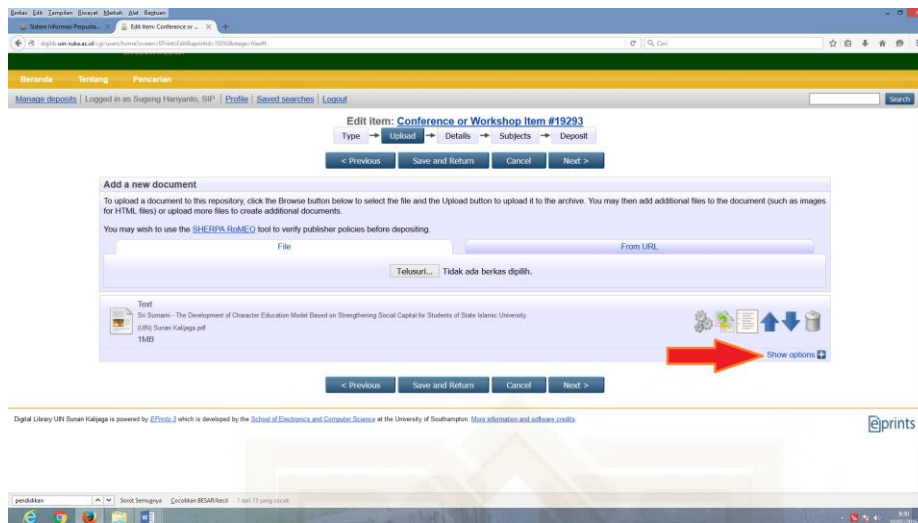 Berkas Edit Tampilan Riwayat Markah Alat Bantuan
Sistem Informasi Perpusta...
Edit item: Conference or ...
Cari
Beranda Tentang Pencarian
Manage deposits | Logged in as Sugeng Hariyanto, SIP | Profile | Saved searches | Logout
Search
Edit item: Conference or Workshop Item #19293
Type → Upload → Details → Subjects → Deposit
< Previous Save and Return Cancel Next >
Add a new document
To upload a document to this repository, click the Browse button below to select the file and the Upload button to upload it to the archive. You may then add additional files to the document (such as images
for HTML files) or upload more files to create additional documents.
You may wish to use the SHERPA RoMEO tool to verify publisher policies before depositing.
File From URL
Telusuri... Tidak ada berkas dipilih.
Text
Sri Sumarni - The Development of Character Education Model Based on Strengthening Social Capital for Students of State Islamic University
(UIN) Sunan Kalijaga.pdf
1MB
Show options
< Previous Save and Return Cancel Next >
Digital Library UIN Sunan Kalijaga is powered by EPrints 3 which is developed by the School of Electronics and Computer Science at the University of Southampton. More information and software credits.
eprints
pendidikan Sorot Semuanya Cocokkan BESAR/kecil 1 dari 13 yang cocok
9:30